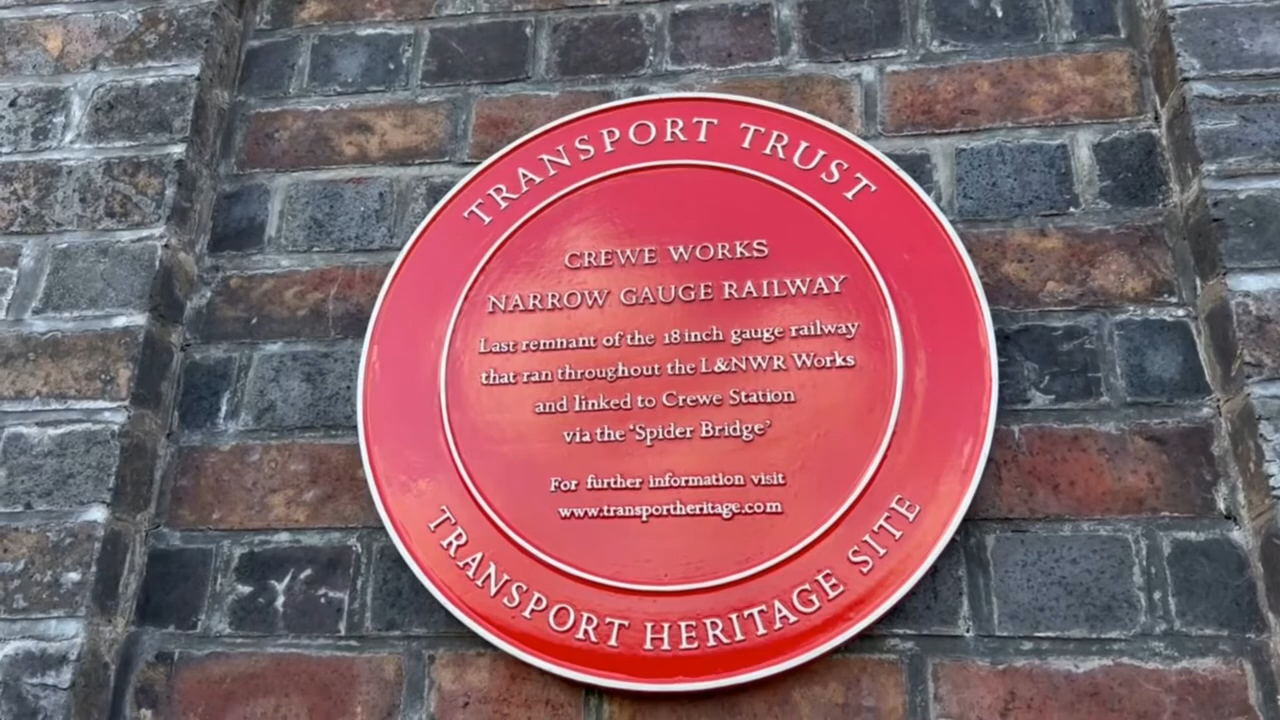 TRANSPORT TRUST
CREWE WORKS
NARROW GAUGE RAILWAY
Last remnant of the 18 inch gauge railway
that ran throughout the L&NWR Works
and linked to Crewe Station
via the 'Spider Bridge'
For further information visit
www.transportheritage.com
TRANSPORT HERITAGE SITE